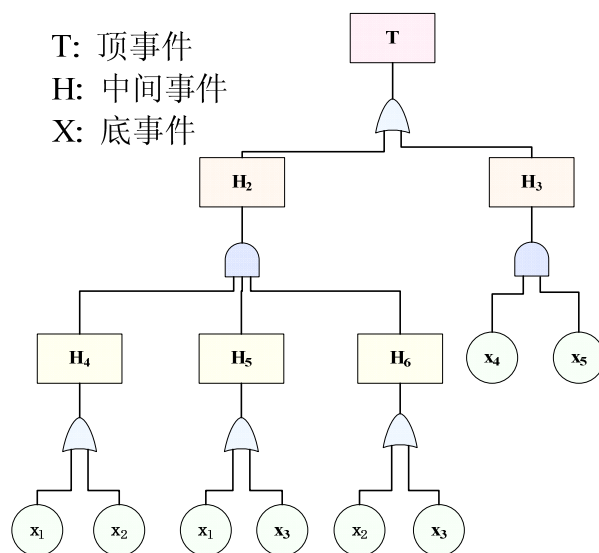 T: 顶事件
H: 中间事件
X: 底事件
T
H₂
H₃
H₄
H₅
H₆
x₄
x₅
x₁
x₂
x₁
x₃
x₂
x₃